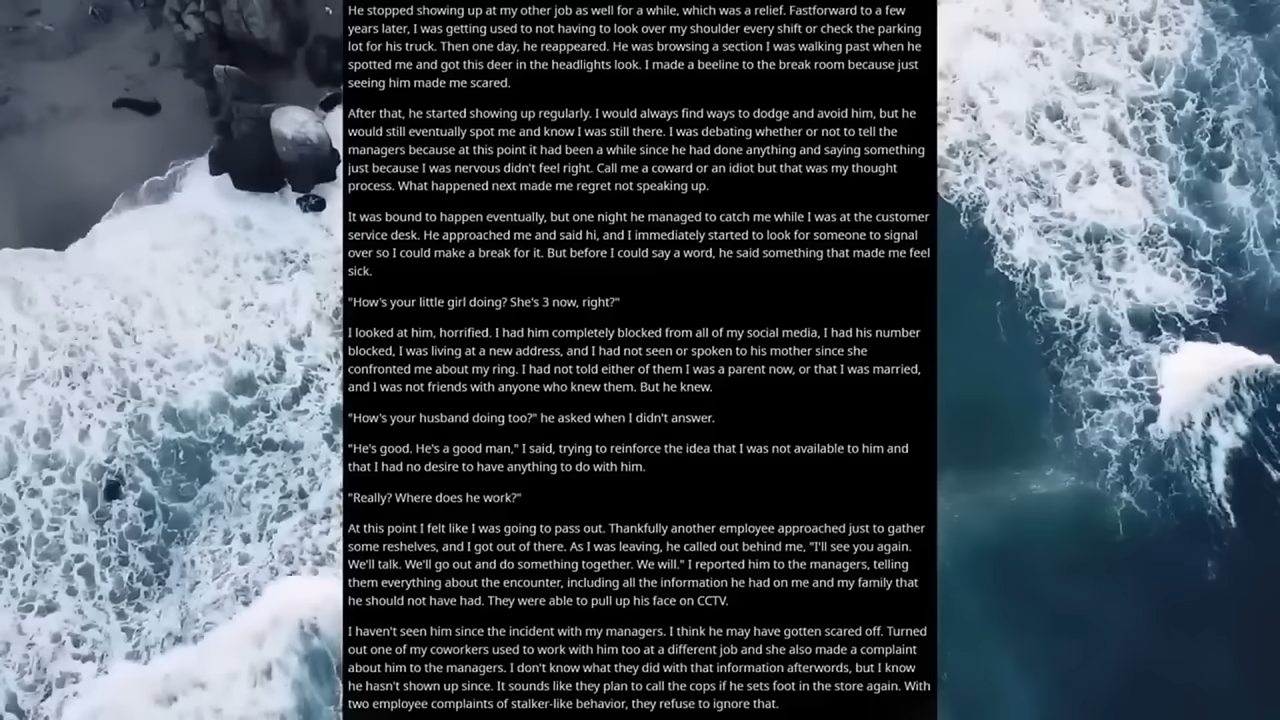 He stopped showing up at my other job as well for a while, which was a relief. Fastforward to a few
years later, I was getting used to not having to look over my shoulder every shift or check the parking
lot for his truck. Then one day, he reappeared. He was browsing a section I was walking past when he
spotted me and got this deer in the headlights look. I made a beeline to the break room because just
seeing him made me scared.
After that, he started showing up regularly. I would always find ways to dodge and avoid him, but he
would still eventually spot me and know I was still there. I was debating whether or not to tell the
managers because at this point it had been a while since he had done anything and saying something
just because I was nervous didn't feel right. Call me a coward or an idiot but that was my thought
process. What happened next made me regret not speaking up.
It was bound to happen eventually, but one night he managed to catch me while I was at the customer
service desk. He approached me and said hi, and I immediately started to look for someone to signal
over so I could make a break for it. But before I could say a word, he said something that made me feel
sick.
"How's your little girl doing? She's 3 now, right?"
I looked at him, horrified. I had him completely blocked from all of my social media, I had his number
blocked, I was living at a new address, and I had not seen or spoken to his mother since she
confronted me about my ring. I had not told either of them I was a parent now, or that I was married,
and I was not friends with anyone who knew them. But he knew.
"How's your husband doing too?" he asked when I didn't answer.
"He's good. He's a good man," I said, trying to reinforce the idea that I was not available to him and
that I had no desire to have anything to do with him.
"Really? Where does he work?"
At this point I felt like I was going to pass out. Thankfully another employee approached just to gather
some reshelves, and I got out of there. As I was leaving, he called out behind me, "I'll see you again.
We'll talk. We'll go out and do something together. We will." I reported him to the managers, telling
them everything about the encounter, including all the information he had on me and my family that
he should not have had. They were able to pull up his face on CCTV.
I haven't seen him since the incident with my managers. I think he may have gotten scared off. Turned
out one of my coworkers used to work with him too at a different job and she also made a complaint
about him to the managers. I don't know what they did with that information afterwords, but I know
he hasn't shown up since. It sounds like they plan to call the cops if he sets foot in the store again. With
two employee complaints of stalker-like behavior, they refuse to ignore that.